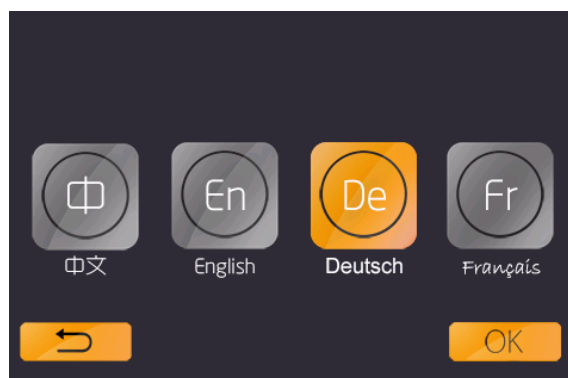 中 En De Fr
中文 English Deutsch Français
OK